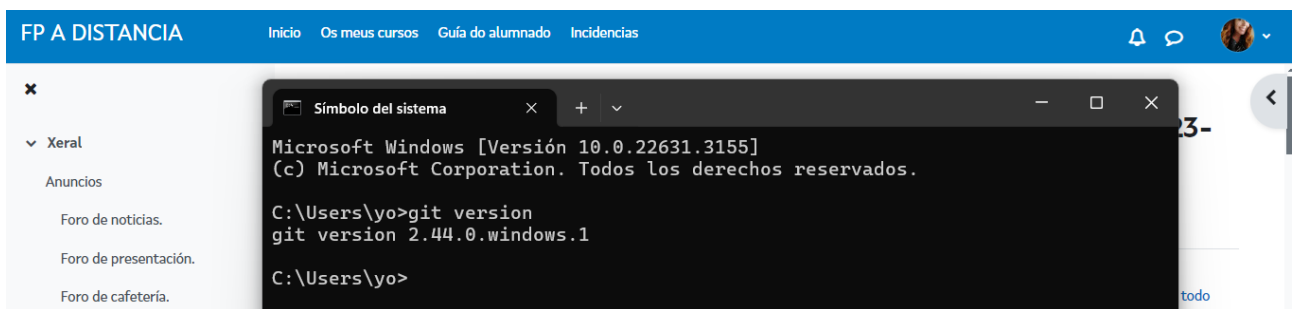 FP A DISTANCIA
Inicio Os meus cursos Guía do alumnado Incidencias
Símbolo del sistema
23-
Xeral
Anuncios
Foro de noticias.
Foro de presentación.
Foro de cafetería.
Microsoft Windows [Versión 10.0.22631.3155]
(c) Microsoft Corporation. Todos los derechos reservados.
C:\Users\yo>git version
git version 2.44.0.windows.1
C:\Users\yo>
todo